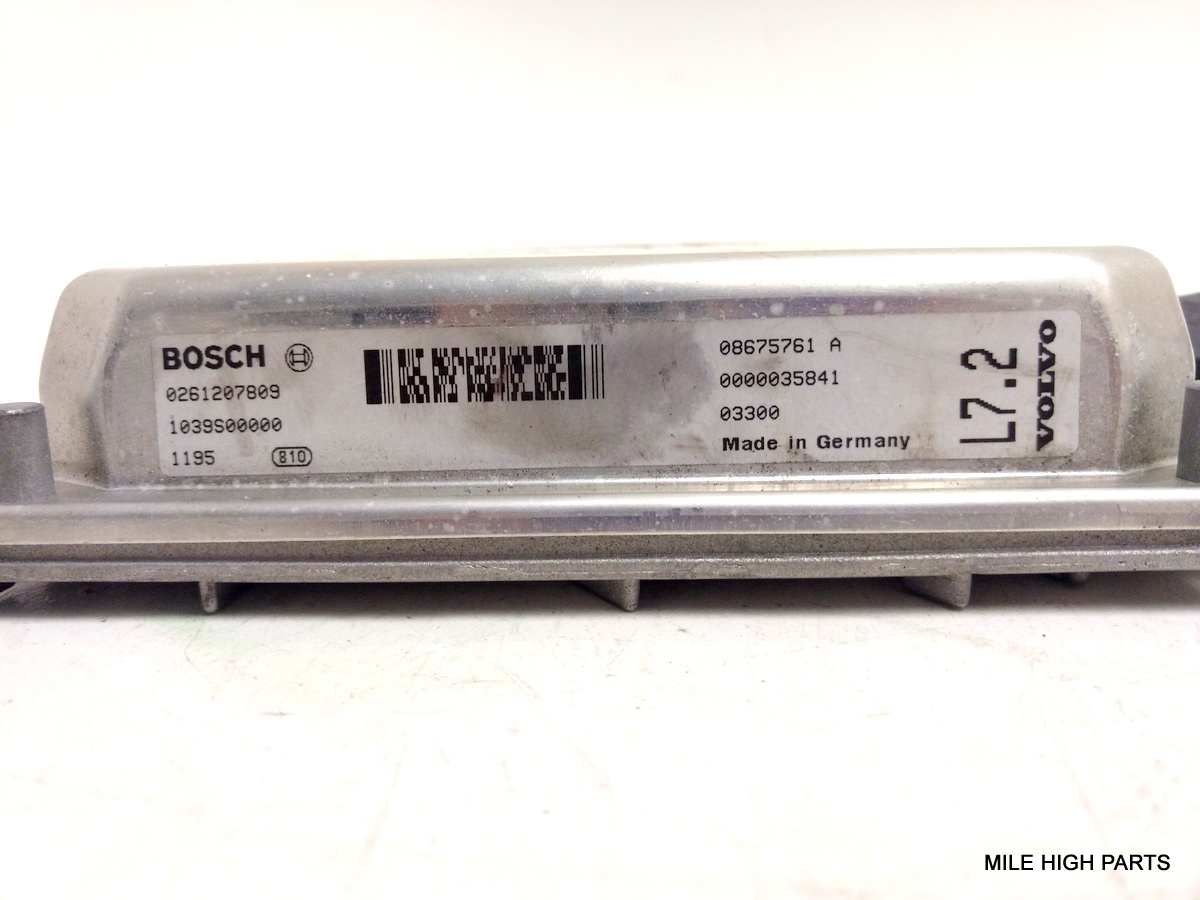 BOSCH
0261207809
1039S00000
1195 810
08675761 A
0000035841
03300
Made in Germany
L7.2
VOLVO
MILE HIGH PARTS